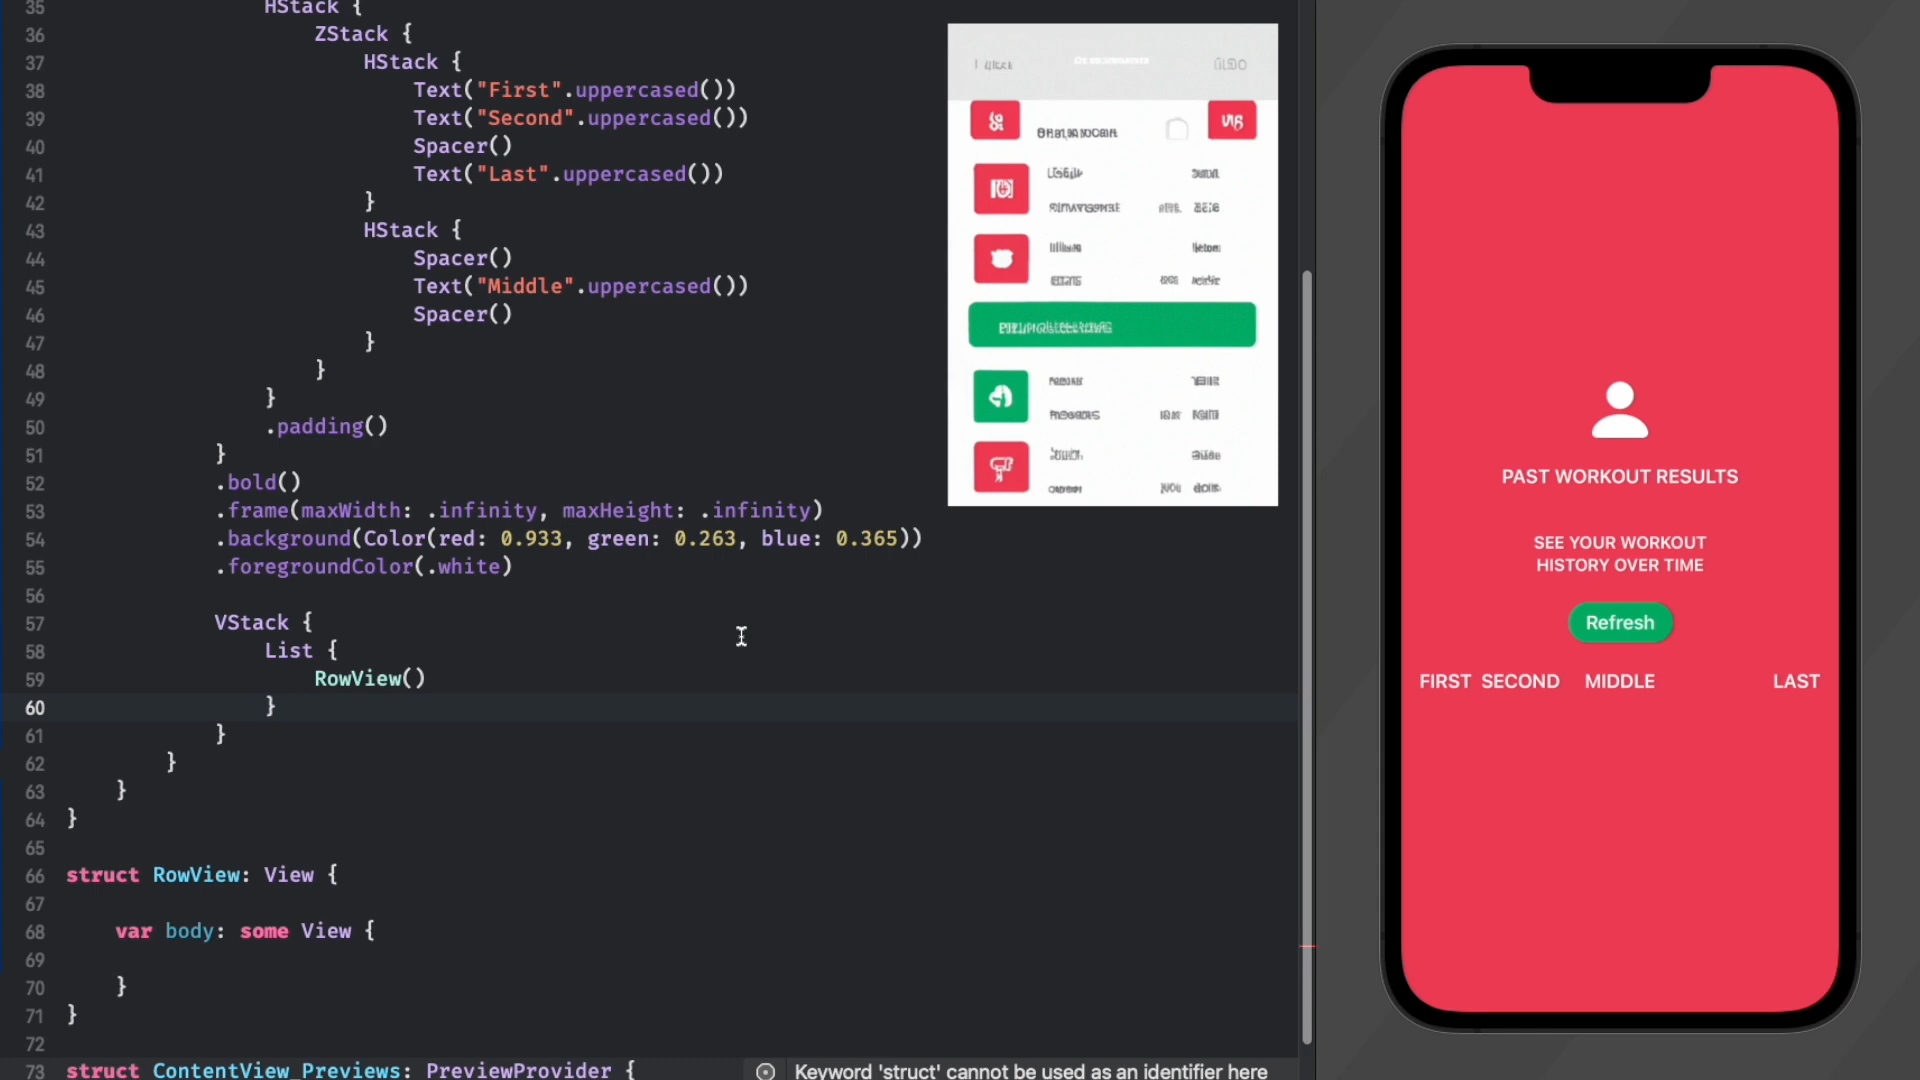 35 HStack {
36 ZStack {
37 HStack {
38 Text("First".uppercased())
39 Text("Second".uppercased())
40 Spacer()
41 Text("Last".uppercased())
42 }
43 HStack {
44 Spacer()
45 Text("Middle".uppercased())
46 Spacer()
47 }
48 }
49 }
50 .padding()
51 }
52 .bold()
53 .frame(maxWidth: .infinity, maxHeight: .infinity)
54 .background(Color(red: 0.933, green: 0.263, blue: 0.365))
55 .foregroundColor(.white)
56
57 VStack {
58 List {
59 RowView()
60 }
61 }
62 }
63 }
64 }
65
66 struct RowView: View {
67
68 var body: some View {
69
70 }
71 }
72
73 struct ContentView_Previews: PreviewProvider {
Keyword 'struct' cannot be used as an identifier here
PAST WORKOUT RESULTS
SEE YOUR WORKOUT
HISTORY OVER TIME
Refresh
FIRST SECOND MIDDLE LAST